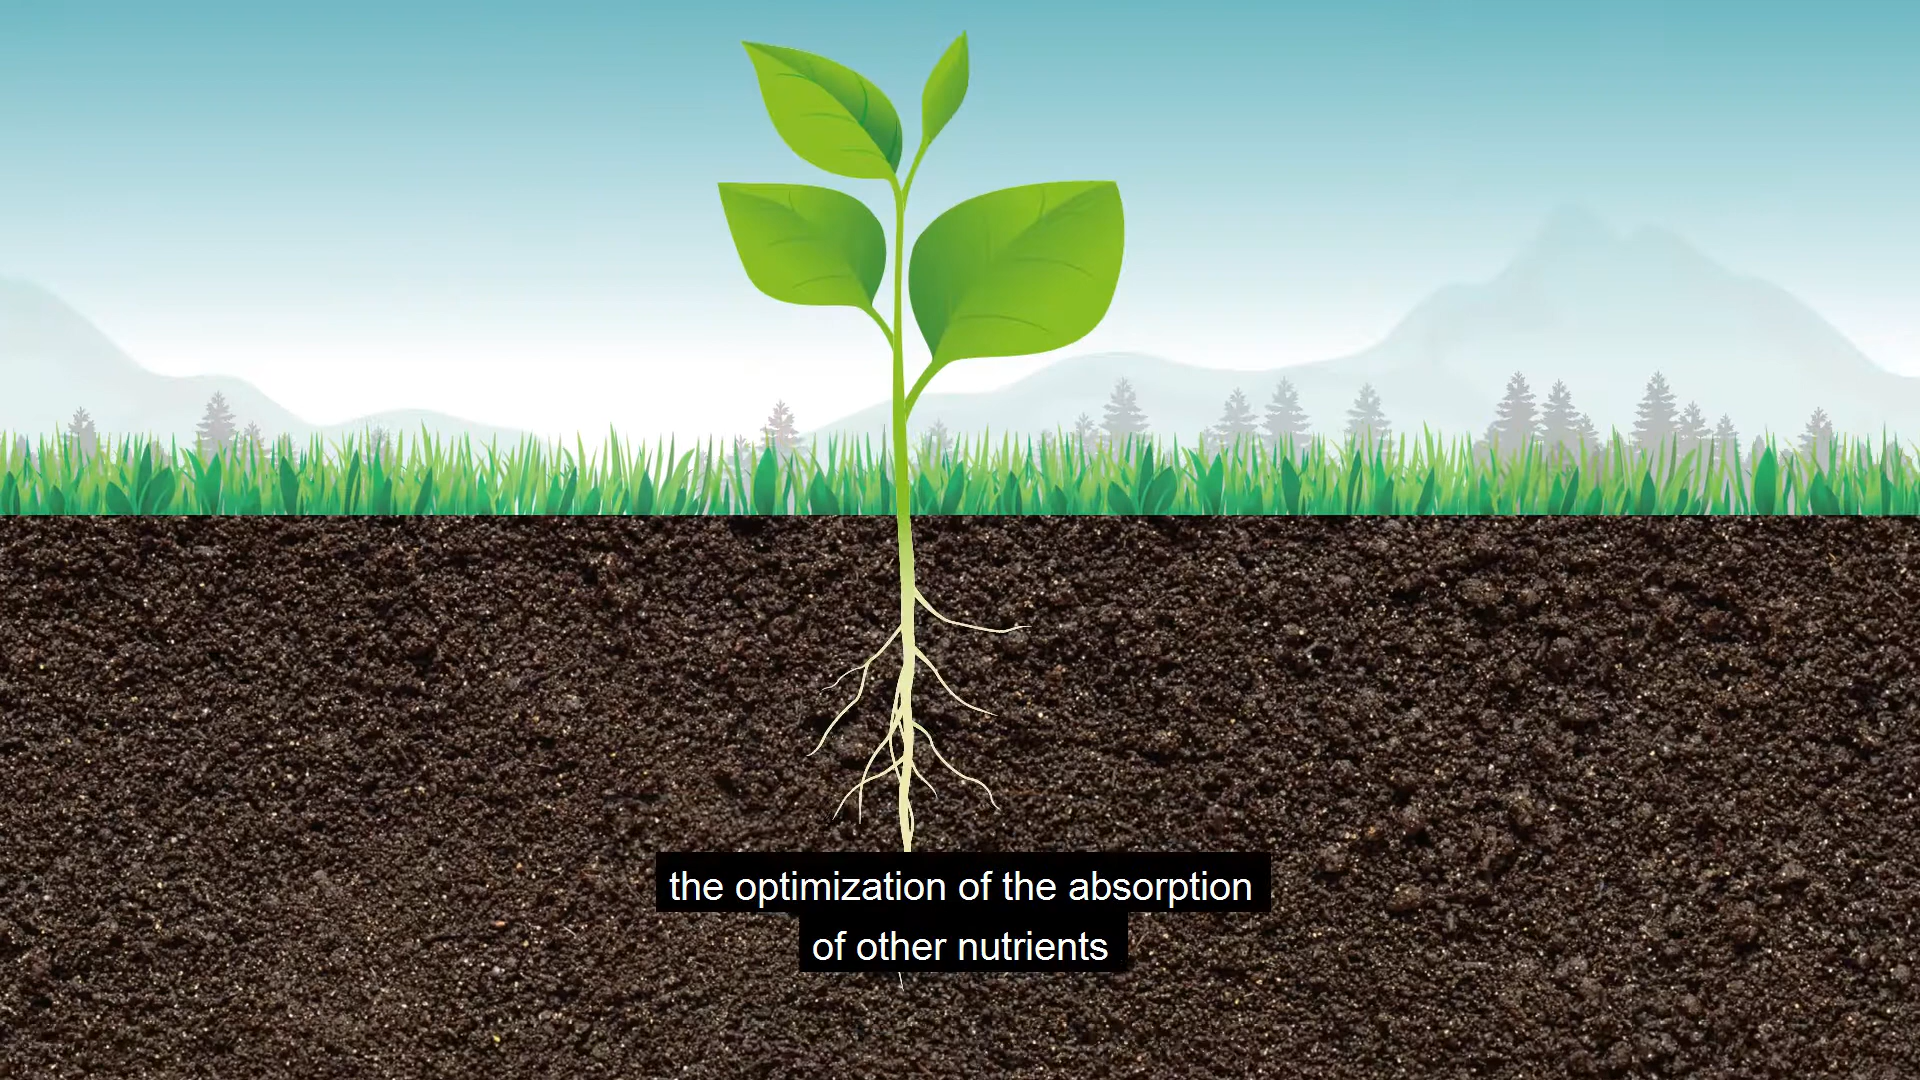 the optimization of the absorption
of other nutrients